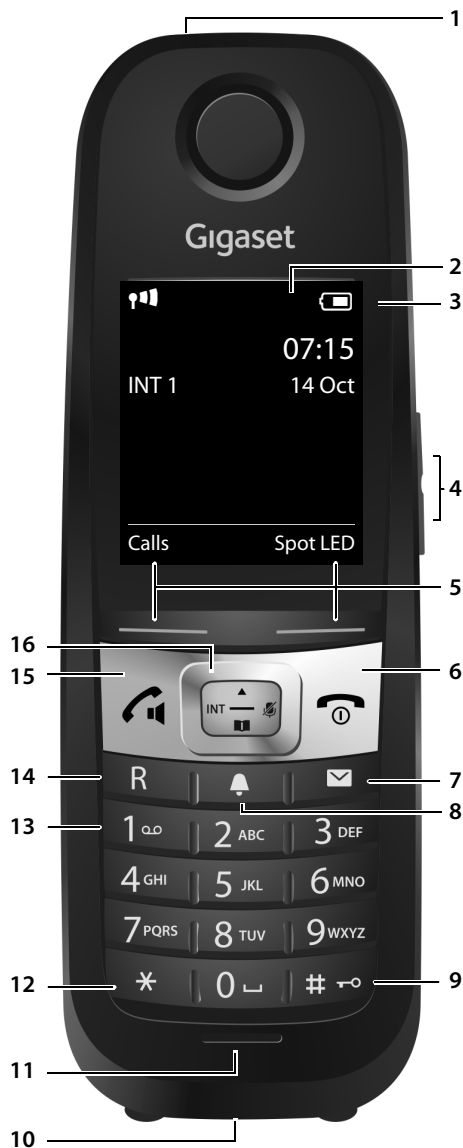 1
Gigaset
2
3
07:15
INT 1 14 Oct
4
Calls Spot LED
5
16
15
6
INT
14 R
7
8
13 1 2 ABC 3 DEF
4 GHI 5 JKL 6 MNO
7 PQRS 8 TUV 9 WXYZ
12 * 0 # 9
11
10